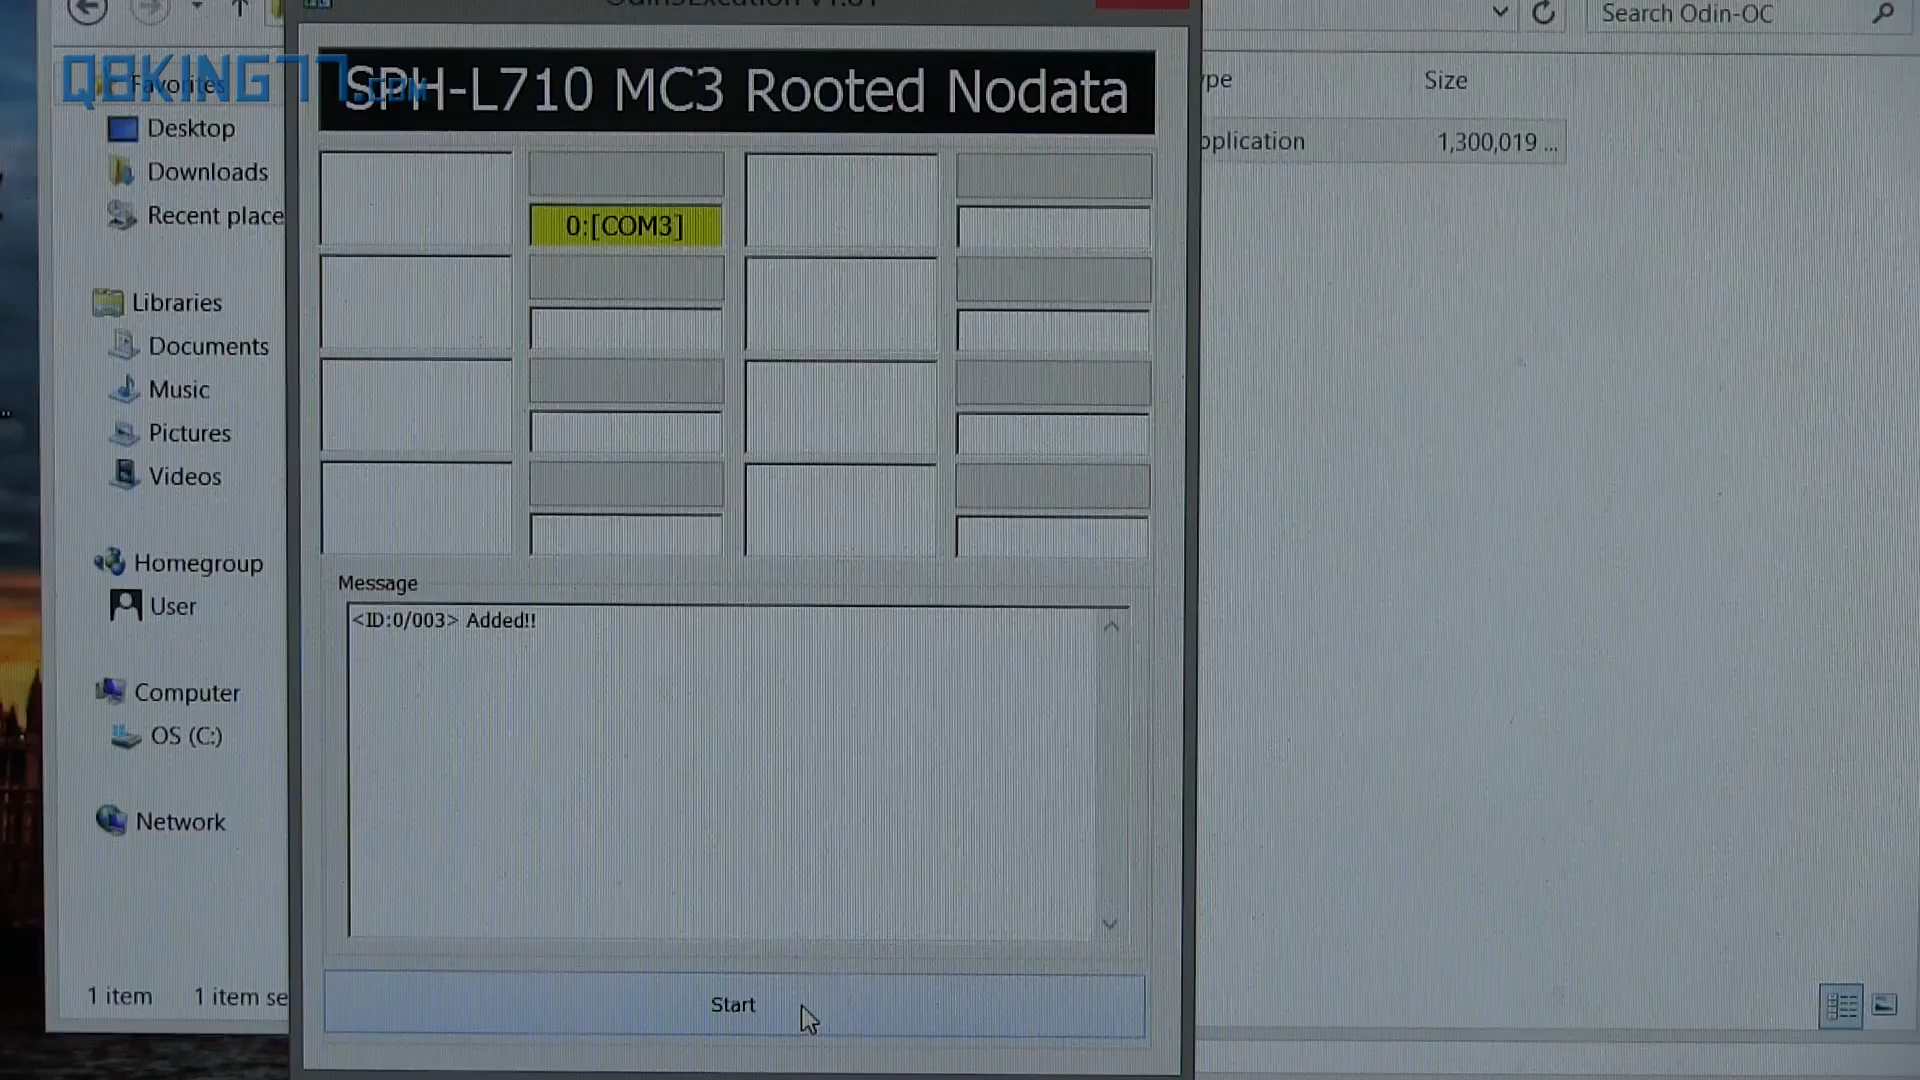 Search Odin-OC
QBKING77.COM
SPH-L710 MC3 Rooted Nodata
Favorites
Size
Desktop
1,300,019 ...
Downloads
Recent place
0:[COM3]
Libraries
Documents
Music
Pictures
Videos
Homegroup
User
Message
<ID:0/003> Added!!
Computer
OS (C:)
Network
1 item
1 item se
Start